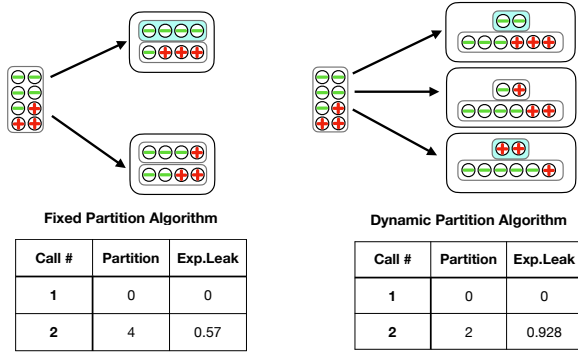 Fixed Partition Algorithm
Call # Partition Exp.Leak
1 0 0
2 4 0.57
Dynamic Partition Algorithm
Call # Partition Exp.Leak
1 0 0
2 2 0.928